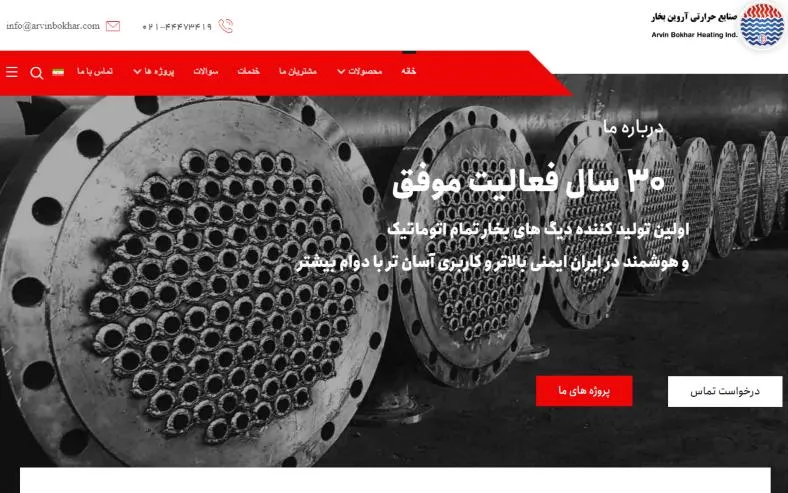 صنایع حرارتی آروین بخار
Arvin Bokhar Heating Ind.
۰۲۱-۴۴۴۷۳۴۱۹
info@arvinbokhar.com
خانه
محصولات
مشتریان ما
خدمات
سوالات
پروژه ها
تماس با ما
درباره ما
۳۰ سال فعالیت موفق
اولین تولید کننده دیگ های بخار تمام اتوماتیک
و هوشمند در ایران ایمنی بالاتر و کاربری آسان تر با دوام بیشتر
درخواست تماس
پروژه های ما